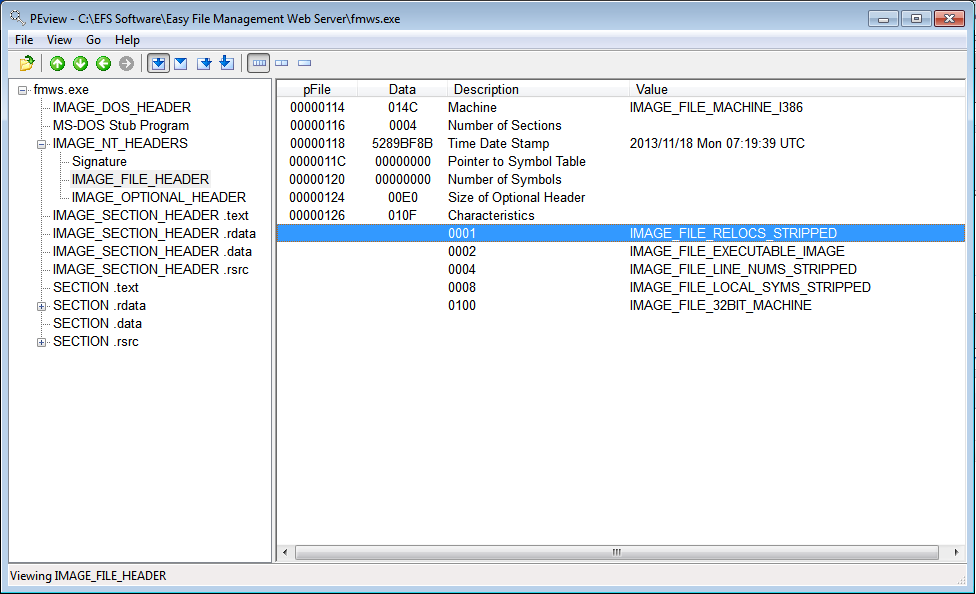 PEview - C:\EFS Software\Easy File Management Web Server\fmws.exe
File View Go Help
fmws.exe
IMAGE_DOS_HEADER
MS-DOS Stub Program
IMAGE_NT_HEADERS
Signature
IMAGE_FILE_HEADER
IMAGE_OPTIONAL_HEADER
IMAGE_SECTION_HEADER .text
IMAGE_SECTION_HEADER .rdata
IMAGE_SECTION_HEADER .data
IMAGE_SECTION_HEADER .rsrc
SECTION .text
SECTION .rdata
SECTION .data
SECTION .rsrc
pFile Data Description Value
00000114 014C Machine IMAGE_FILE_MACHINE_I386
00000116 0004 Number of Sections
00000118 5289BF8B Time Date Stamp 2013/11/18 Mon 07:19:39 UTC
0000011C 00000000 Pointer to Symbol Table
00000120 00000000 Number of Symbols
00000124 00E0 Size of Optional Header
00000126 010F Characteristics
0001 IMAGE_FILE_RELOCS_STRIPPED
0002 IMAGE_FILE_EXECUTABLE_IMAGE
0004 IMAGE_FILE_LINE_NUMS_STRIPPED
0008 IMAGE_FILE_LOCAL_SYMS_STRIPPED
0100 IMAGE_FILE_32BIT_MACHINE
Viewing IMAGE_FILE_HEADER